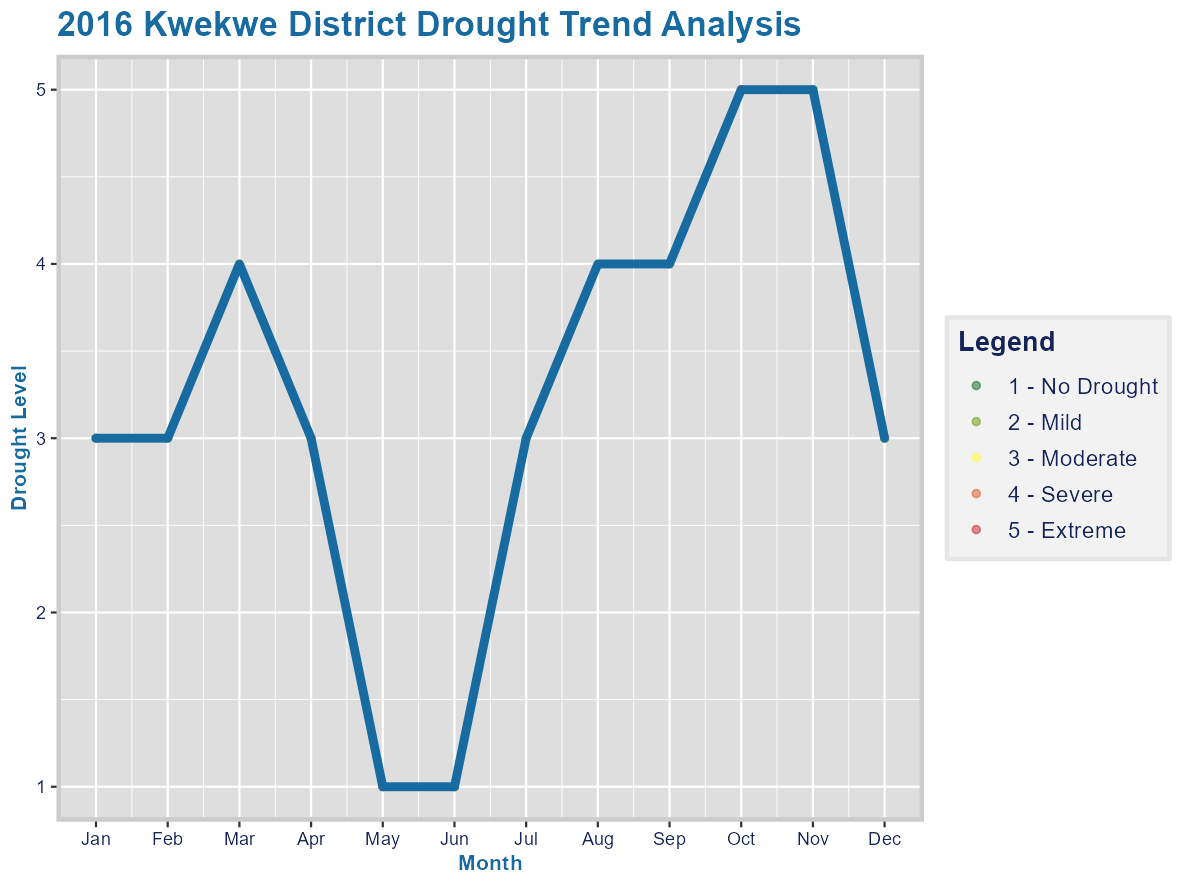 2016 Kwekwe District Drought Trend Analysis
Drought Level
5
4
3
2
1
Jan Feb Mar Apr May Jun Jul Aug Sep Oct Nov Dec
Month
Legend
1 - No Drought
2 - Mild
3 - Moderate
4 - Severe
5 - Extreme